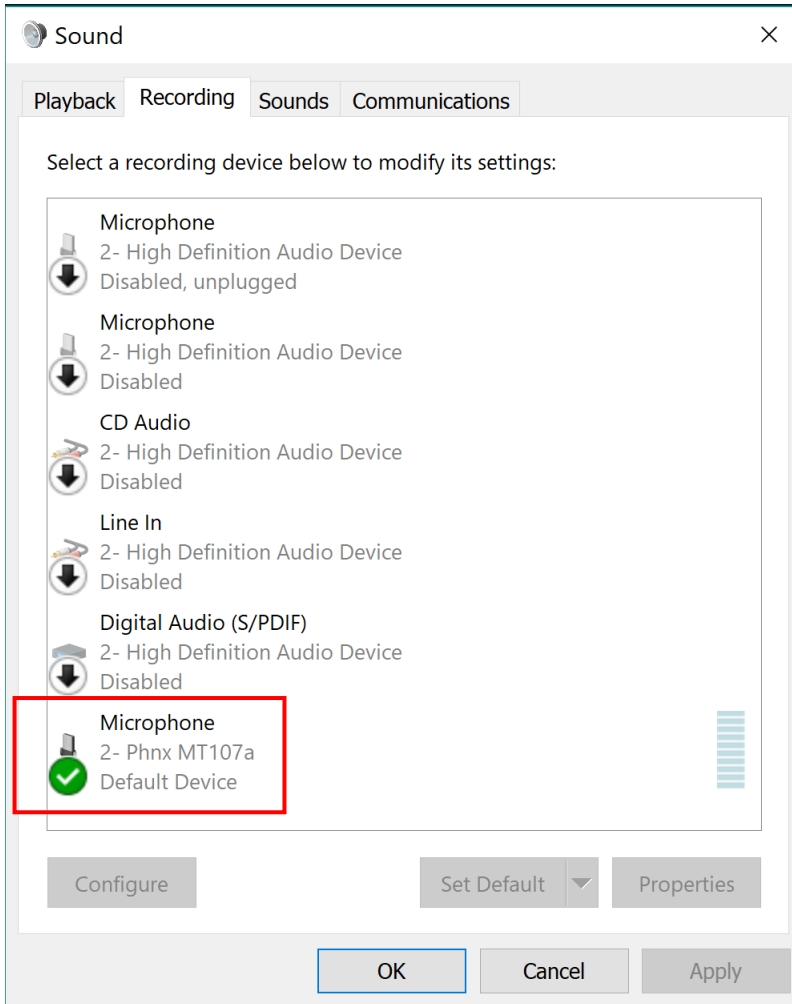 Sound
Playback Recording Sounds Communications
Select a recording device below to modify its settings:
Microphone
2- High Definition Audio Device
Disabled, unplugged
Microphone
2- High Definition Audio Device
Disabled
CD Audio
2- High Definition Audio Device
Disabled
Line In
2- High Definition Audio Device
Disabled
Digital Audio (S/PDIF)
2- High Definition Audio Device
Disabled
Microphone
2- Phnx MT107a
Default Device
Configure Set Default Properties
OK Cancel Apply